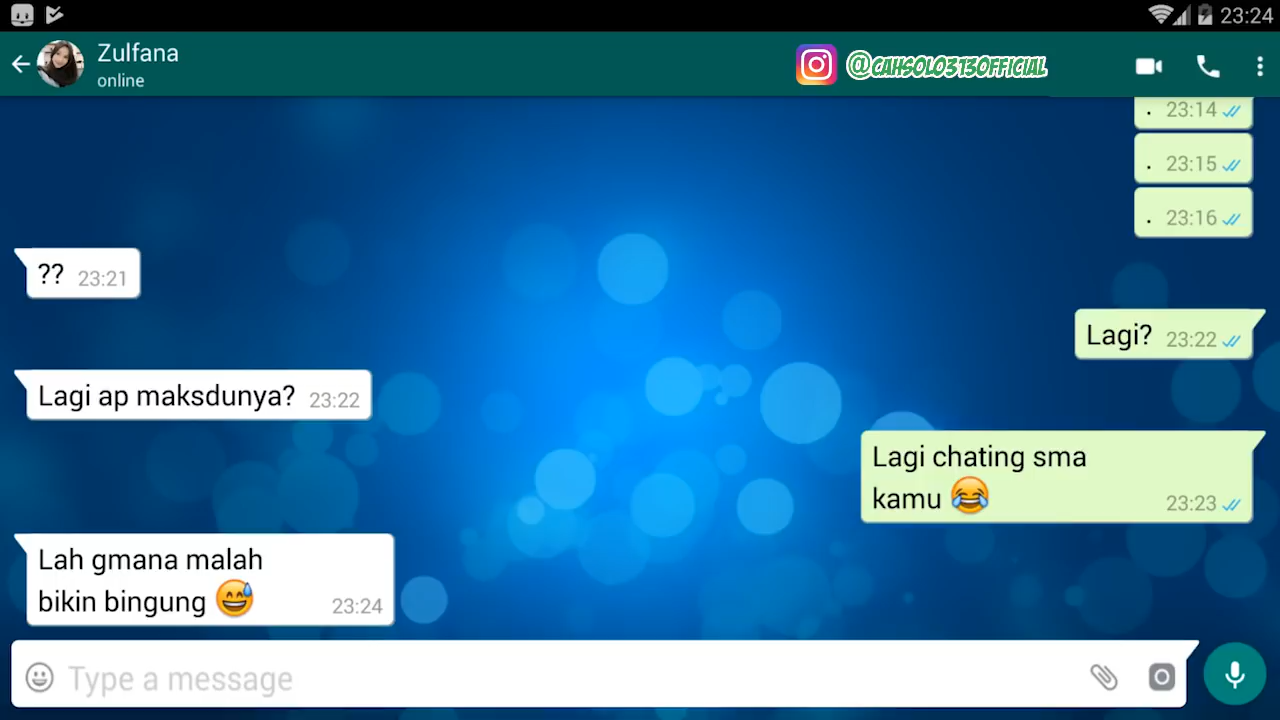 23:24
Zulfana
online
@CAHSOLO313OFFICIAL
. 23:14
. 23:15
. 23:16
?? 23:21
Lagi? 23:22
Lagi ap maksdunya? 23:22
Lagi chating sma
kamu 😂 23:23
Lah gmana malah
bikin bingung 😅 23:24
Type a message